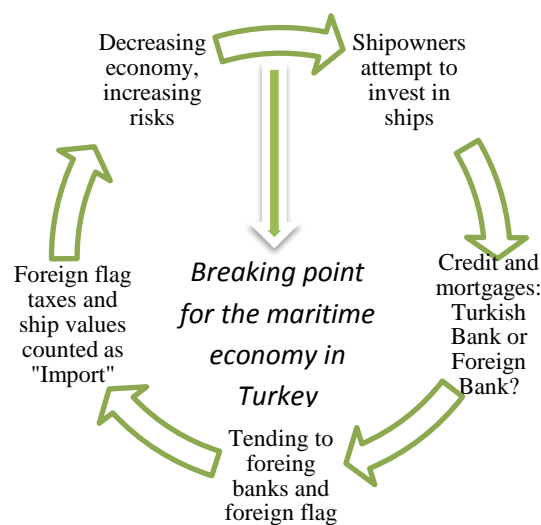 Decreasing
economy,
increasing
risks
Shipowners
attempt to
invest in
ships
Credit and
mortgages:
Turkish
Bank or
Foreign
Bank?
Tending to
foreing
banks and
foreign flag
Foreign flag
taxes and
ship values
counted as
"Import"
Breaking point
for the maritime
economy in
Turkey